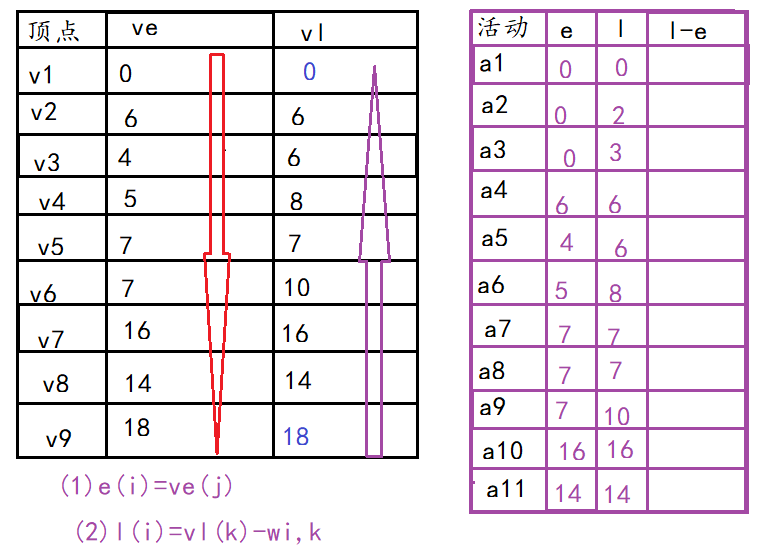 顶点 ve vl
v1 0 0
v2 6 6
v3 4 6
v4 5 8
v5 7 7
v6 7 10
v7 16 16
v8 14 14
v9 18 18
(1)e(i)=ve(j)
(2)l(i)=vl(k)-wi,k
活动 e l l-e
a1 0 0
a2 0 2
a3 0 3
a4 6 6
a5 4 6
a6 5 8
a7 7 7
a8 7 7
a9 7 10
a10 16 16
a11 14 14